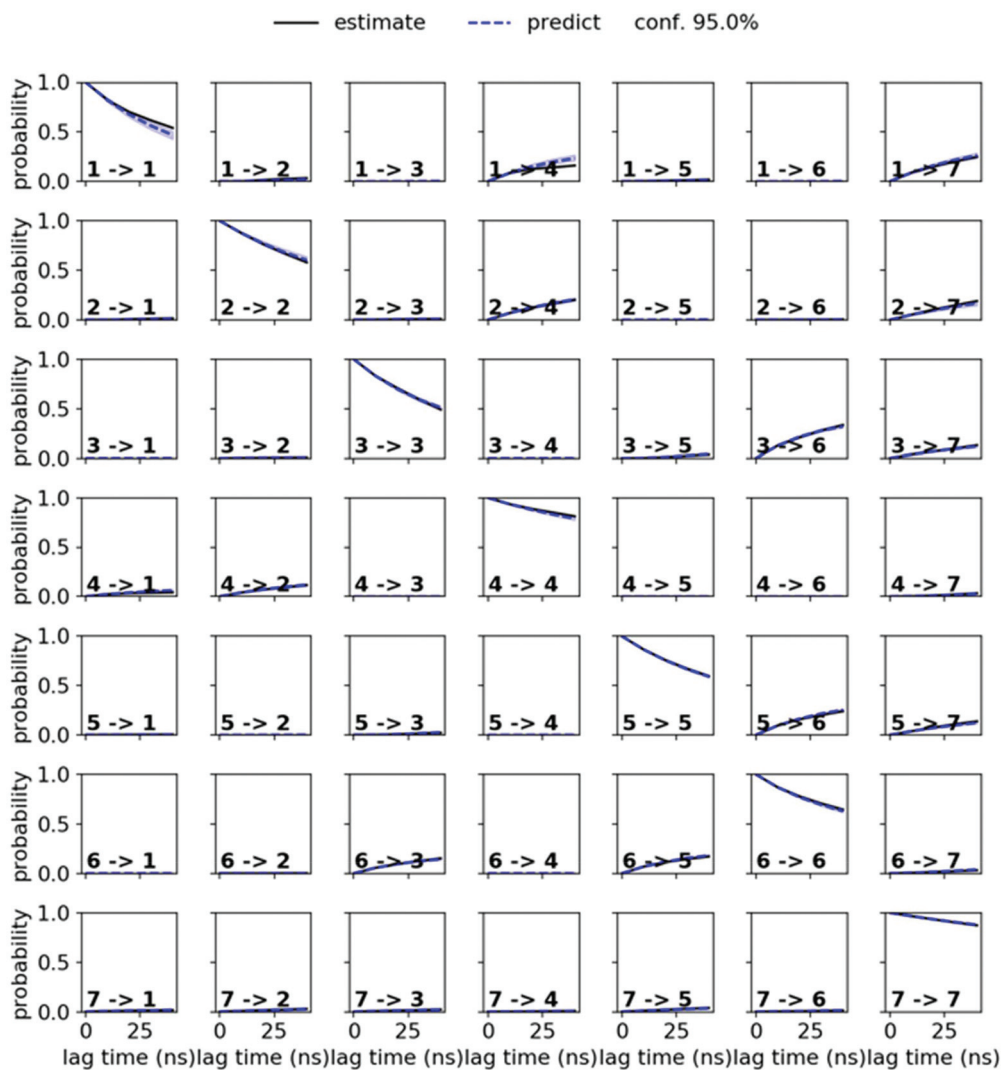 estimate predict conf. 95.0%
probability 1.0 0.5 0.0 1 -> 1 1 -> 2 1 -> 3 1 -> 4 1 -> 5 1 -> 6 1 -> 7
probability 1.0 0.5 0.0 2 -> 1 2 -> 2 2 -> 3 2 -> 4 2 -> 5 2 -> 6 2 -> 7
probability 1.0 0.5 0.0 3 -> 1 3 -> 2 3 -> 3 3 -> 4 3 -> 5 3 -> 6 3 -> 7
probability 1.0 0.5 0.0 4 -> 1 4 -> 2 4 -> 3 4 -> 4 4 -> 5 4 -> 6 4 -> 7
probability 1.0 0.5 0.0 5 -> 1 5 -> 2 5 -> 3 5 -> 4 5 -> 5 5 -> 6 5 -> 7
probability 1.0 0.5 0.0 6 -> 1 6 -> 2 6 -> 3 6 -> 4 6 -> 5 6 -> 6 6 -> 7
probability 1.0 0.5 0.0 7 -> 1 7 -> 2 7 -> 3 7 -> 4 7 -> 5 7 -> 6 7 -> 7
0 25 0 25 0 25 0 25 0 25 0 25 0 25
lag time (ns) lag time (ns) lag time (ns) lag time (ns) lag time (ns) lag time (ns) lag time (ns)